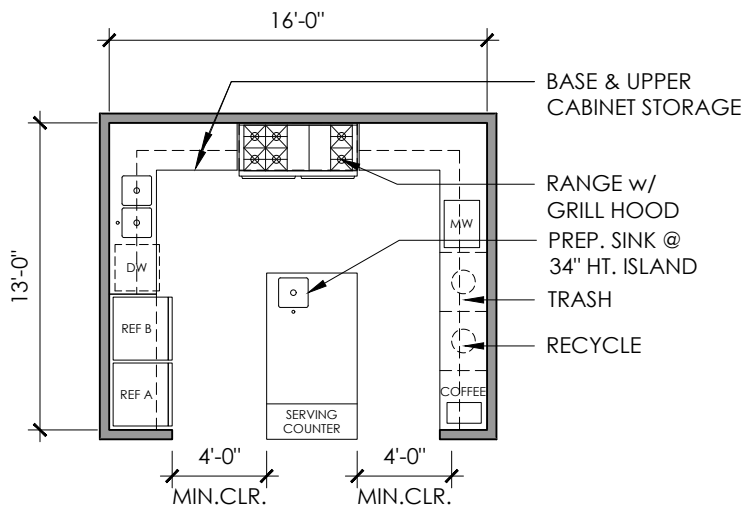 16'-0"
BASE & UPPER
CABINET STORAGE
RANGE w/
GRILL HOOD
MW
PREP. SINK @
34" HT. ISLAND
DW
13'-0"
TRASH
REF B
RECYCLE
REF A
COFFEE
SERVING
COUNTER
4'-0"
4'-0"
MIN.CLR.
MIN.CLR.